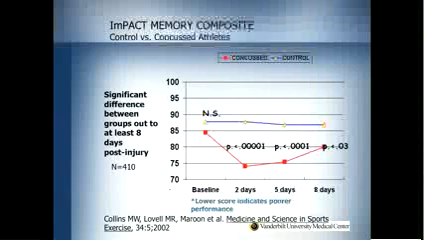 ImPACT MEMORY COMPOSITE
Control vs. Concussed Athletes
CONCUSSED CONTROL
Significant
difference
between
groups out to
at least 8
days
post-injury
N=410
100
95
90
85
80
75
70
N.S.
p.<.00001 p.<.0001 p.<.03
Baseline 2 days 5 days 8 days
*Lower score indicates poorer
performance
Collins MW, Lovell MR, Maroon et al. Medicine and Science in Sports
Exercise, 34:5;2002
Vanderbilt University Medical Center